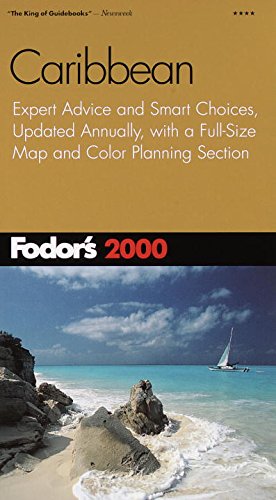 "The King of Guidebooks" — Newsweek
★★★★
Caribbean
Expert Advice and Smart Choices,
Updated Annually, with a Full-Size
Map and Color Planning Section
Fodor's 2000